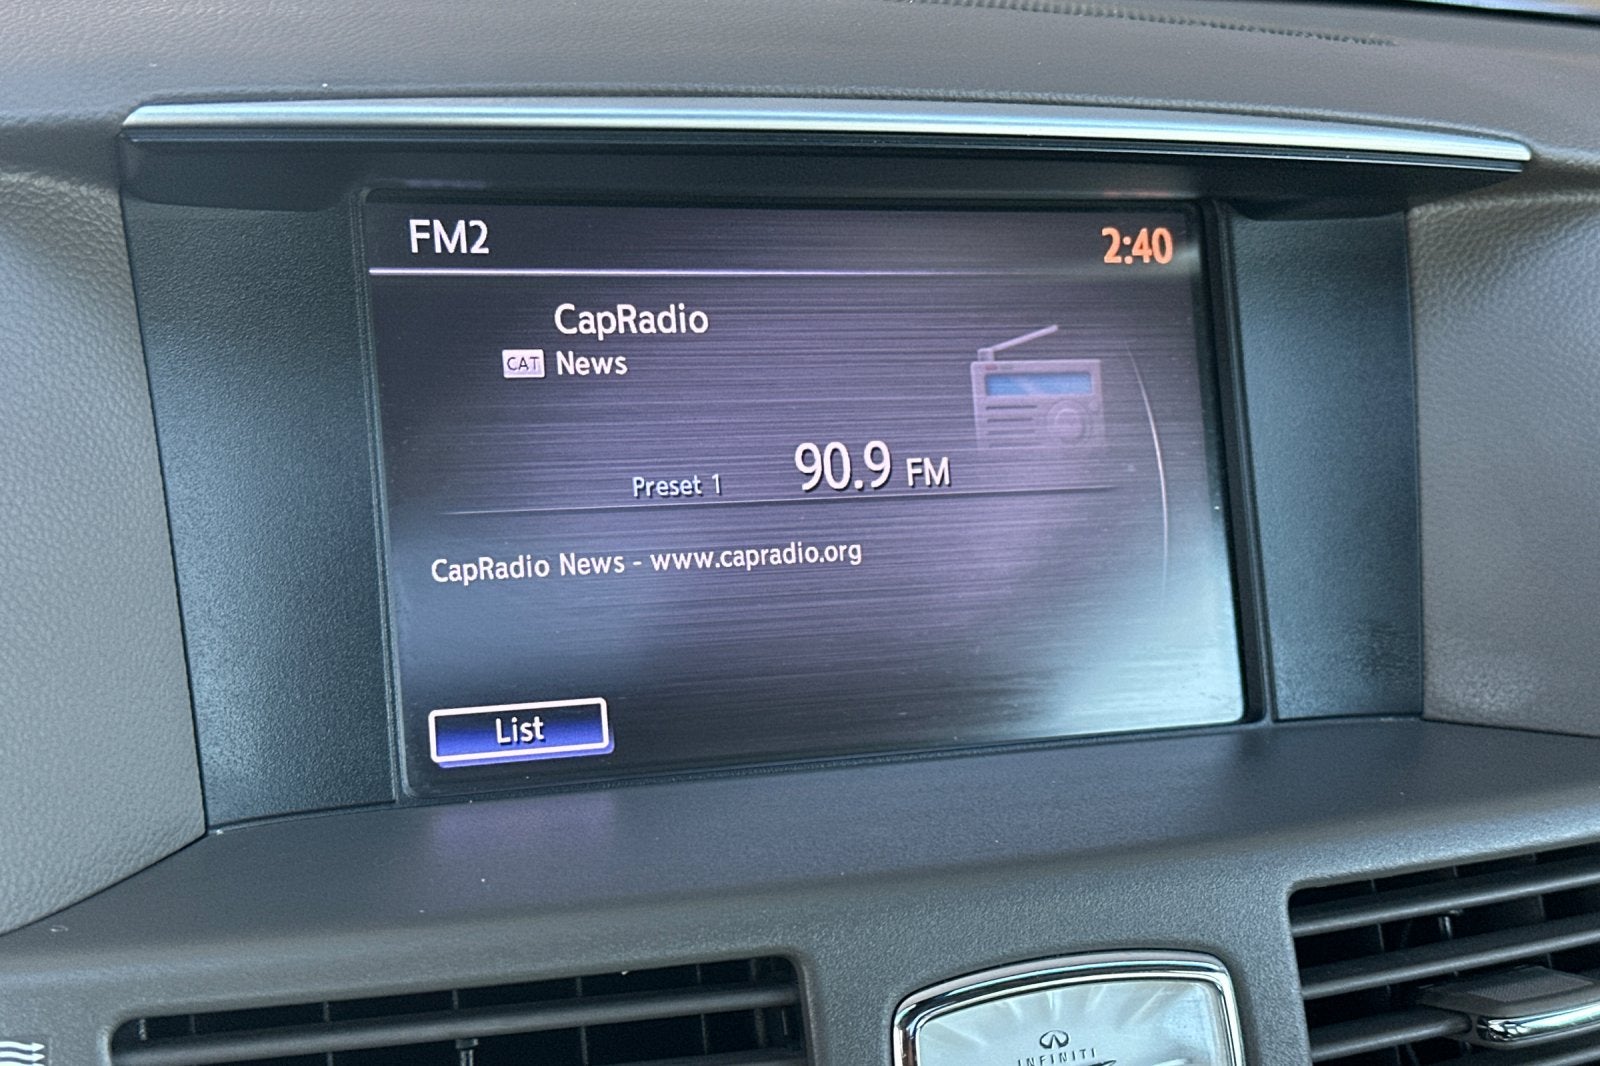 FM2 2:40
CapRadio
CAT News
Preset 1 90.9 FM
CapRadio News - www.capradio.org
List
INFINITI